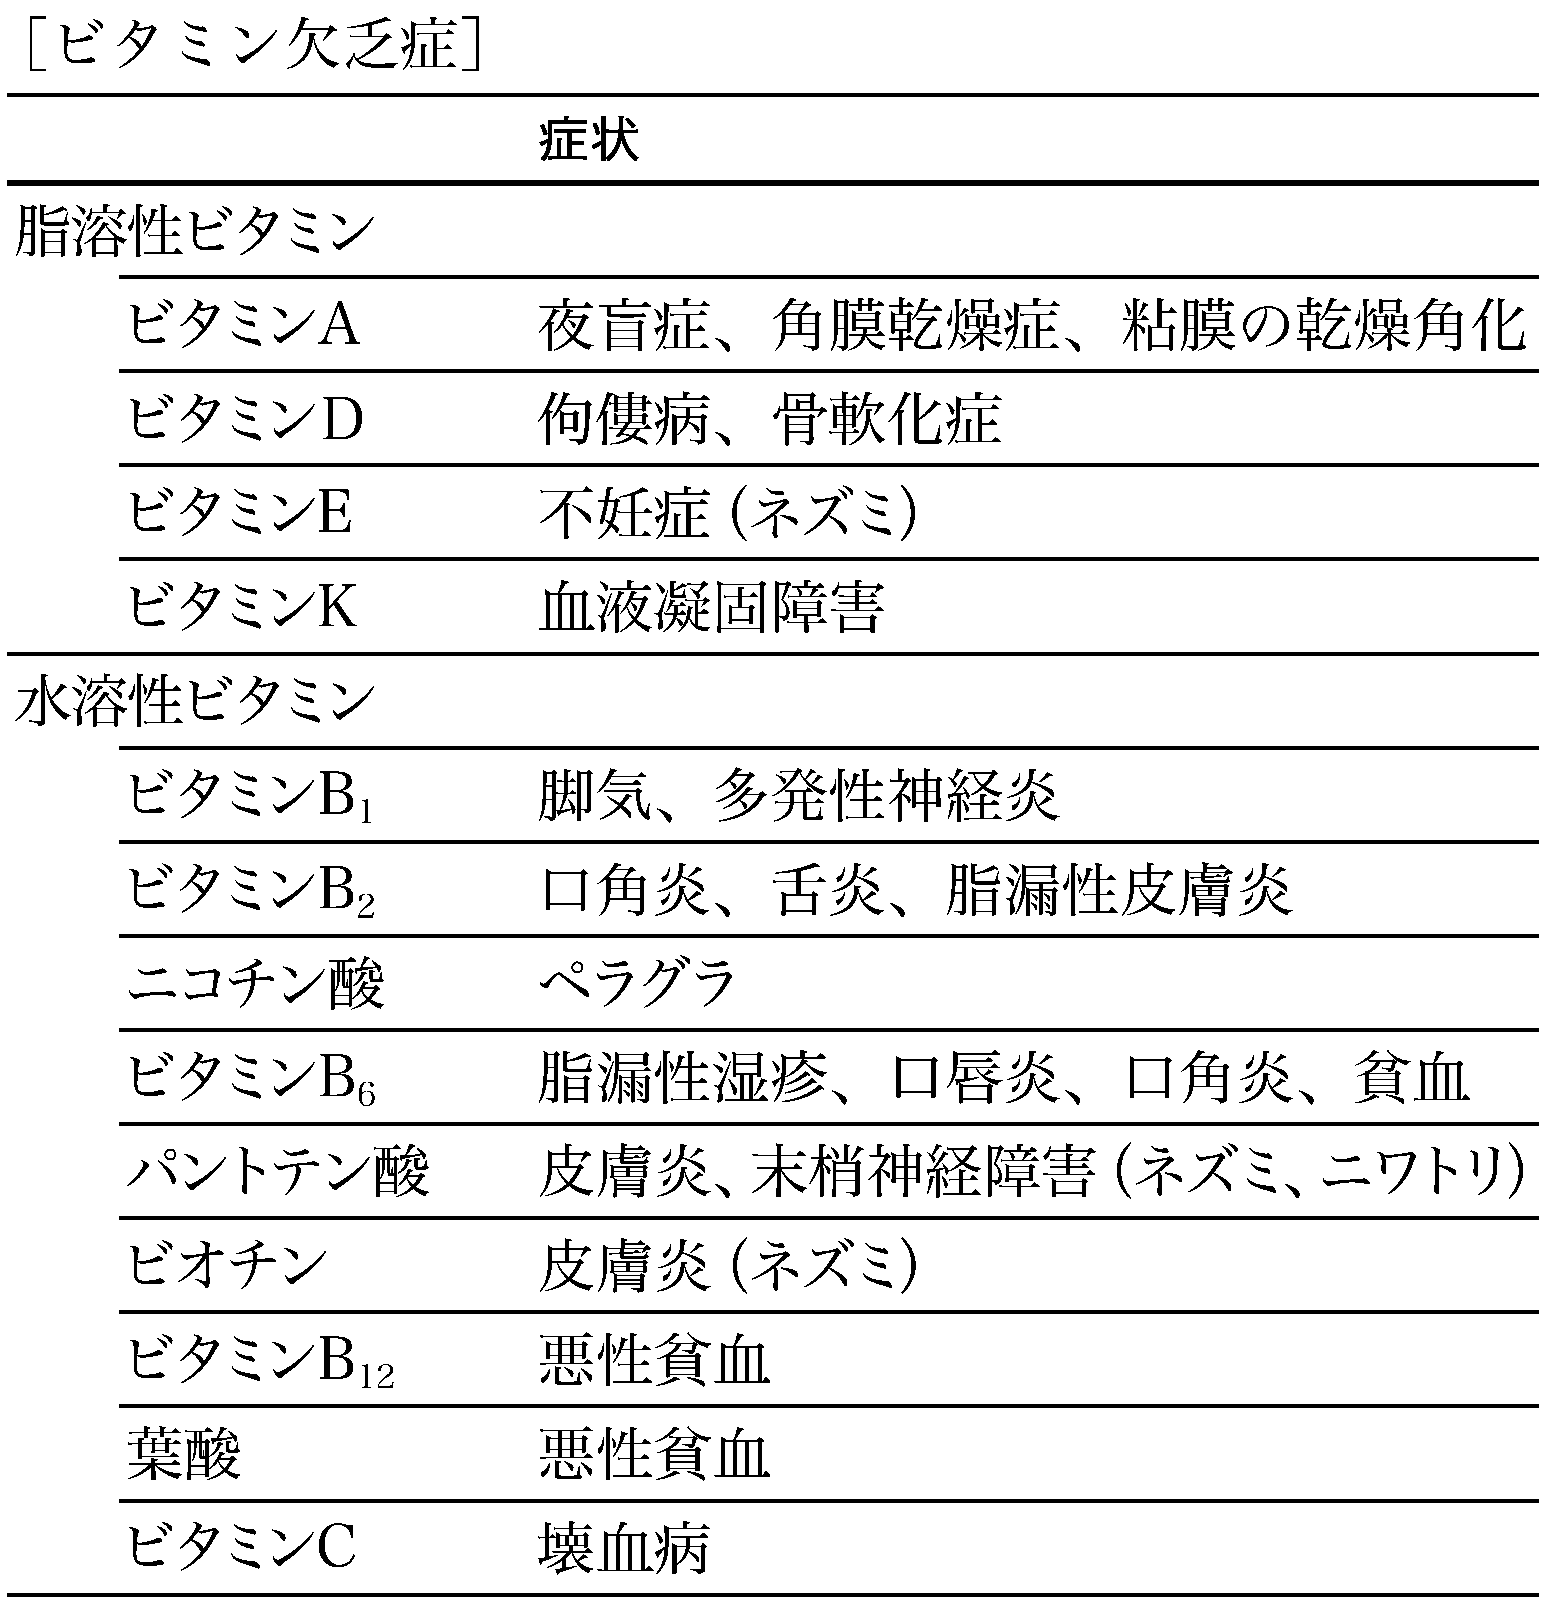 ［ビタミン欠乏症］
症状
脂溶性ビタミン
ビタミンA 夜盲症、角膜乾燥症、粘膜の乾燥角化
ビタミンD 佝僂病、骨軟化症
ビタミンE 不妊症（ネズミ）
ビタミンK 血液凝固障害
水溶性ビタミン
ビタミンB₁ 脚気、多発性神経炎
ビタミンB₂ 口角炎、舌炎、脂漏性皮膚炎
ニコチン酸 ペラグラ
ビタミンB₆ 脂漏性湿疹、口唇炎、口角炎、貧血
パントテン酸 皮膚炎、末梢神経障害（ネズミ、ニワトリ）
ビオチン 皮膚炎（ネズミ）
ビタミンB₁₂ 悪性貧血
葉酸 悪性貧血
ビタミンC 壊血病